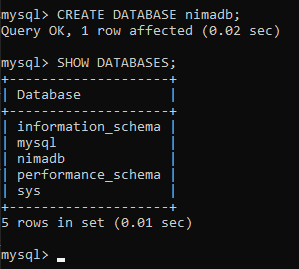 mysql> CREATE DATABASE nimadb;
Query OK, 1 row affected (0.02 sec)
mysql> SHOW DATABASES;
+--------------------+
| Database           |
+--------------------+
| information_schema |
| mysql              |
| nimadb             |
| performance_schema |
| sys                |
+--------------------+
5 rows in set (0.01 sec)
mysql> _